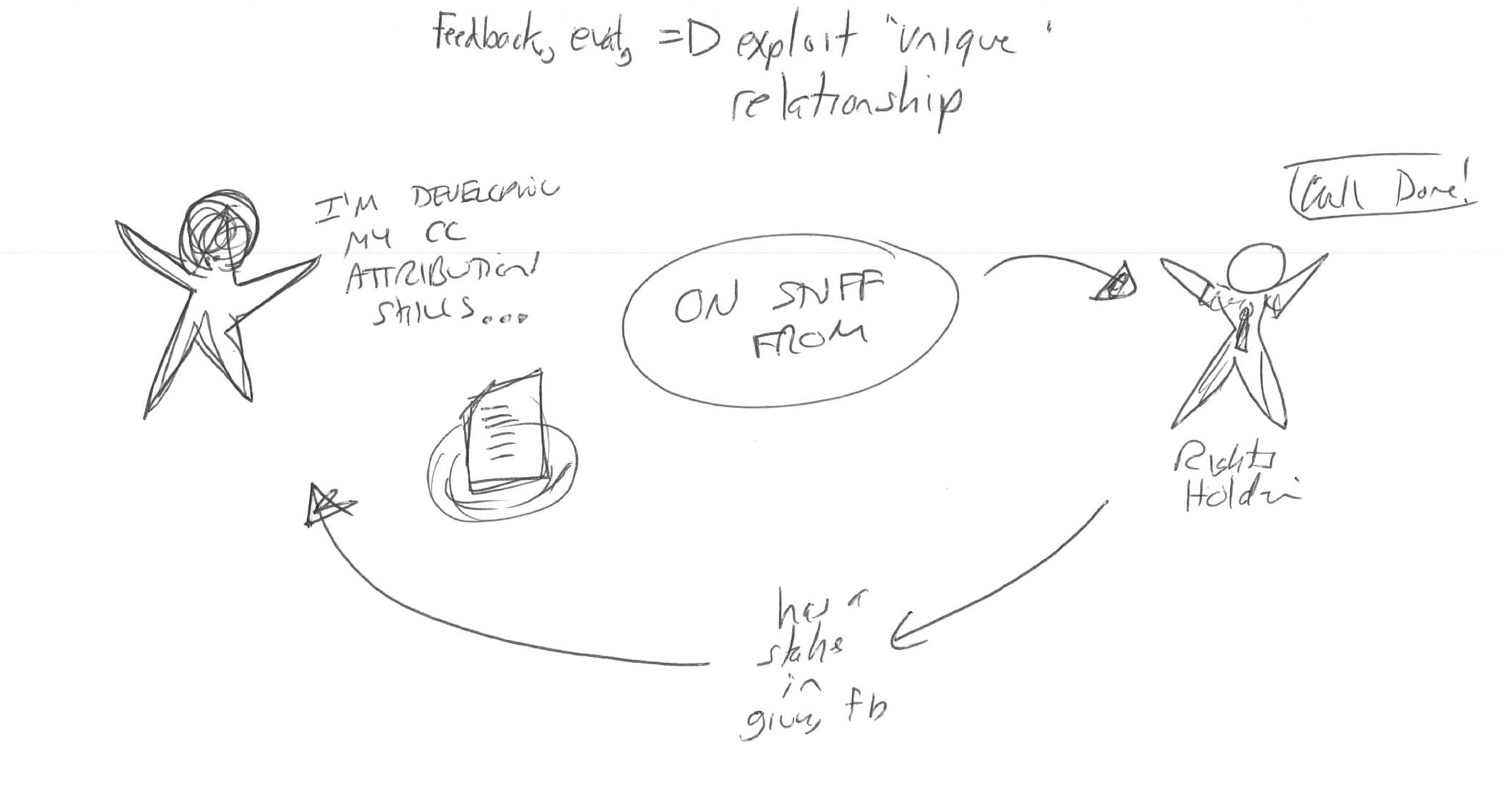 Feedback, eval, => exploit "unique"
relationship
I'M DEVELOPING
MY CC
ATTRIBUTION
SKILLS...
ON STUFF
FROM
Call Done!
Rights
Holder
has a
stake
in
giving fb